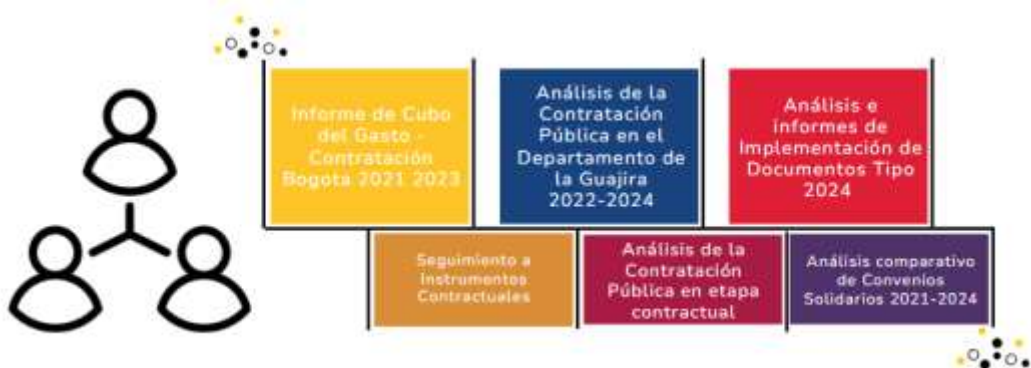 Informe de Cubo
del Gasto -
Contratación
Bogota 2021 2023
Análisis de la
Contratación
Pública en el
Departamento de
la Guajira
2022-2024
Análisis e
informes de
Implementación de
Documentos Tipo
2024
Seguimiento a
Instrumentos
Contractuales
Análisis de la
Contratación
Pública en etapa
contractual
Análisis comparativo
de Convenios
Solidarios 2021-2024